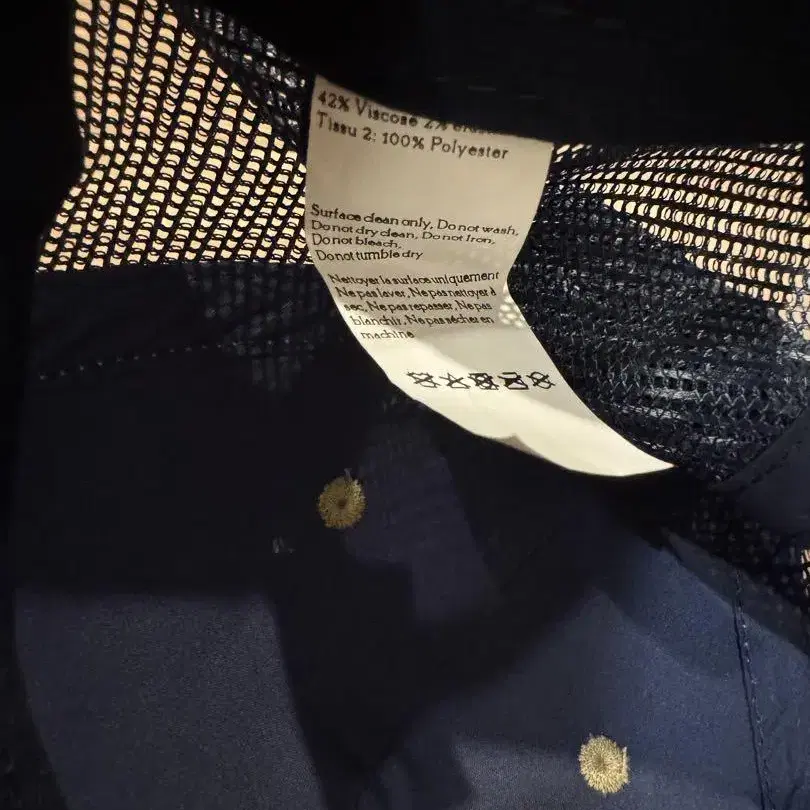 42% Viscose 2%
Tissu 2: 100% Polyester
Surface clean only, Do not wash,
Do not dry clean, Do not Iron,
Do not bleach,
Do not tumble dry
Nettoyer la surface uniquement
Ne pas laver, Ne pas nettoyer à
sec, Ne pas repasser, Ne pas
blanchir, Ne pas sécher en
machine